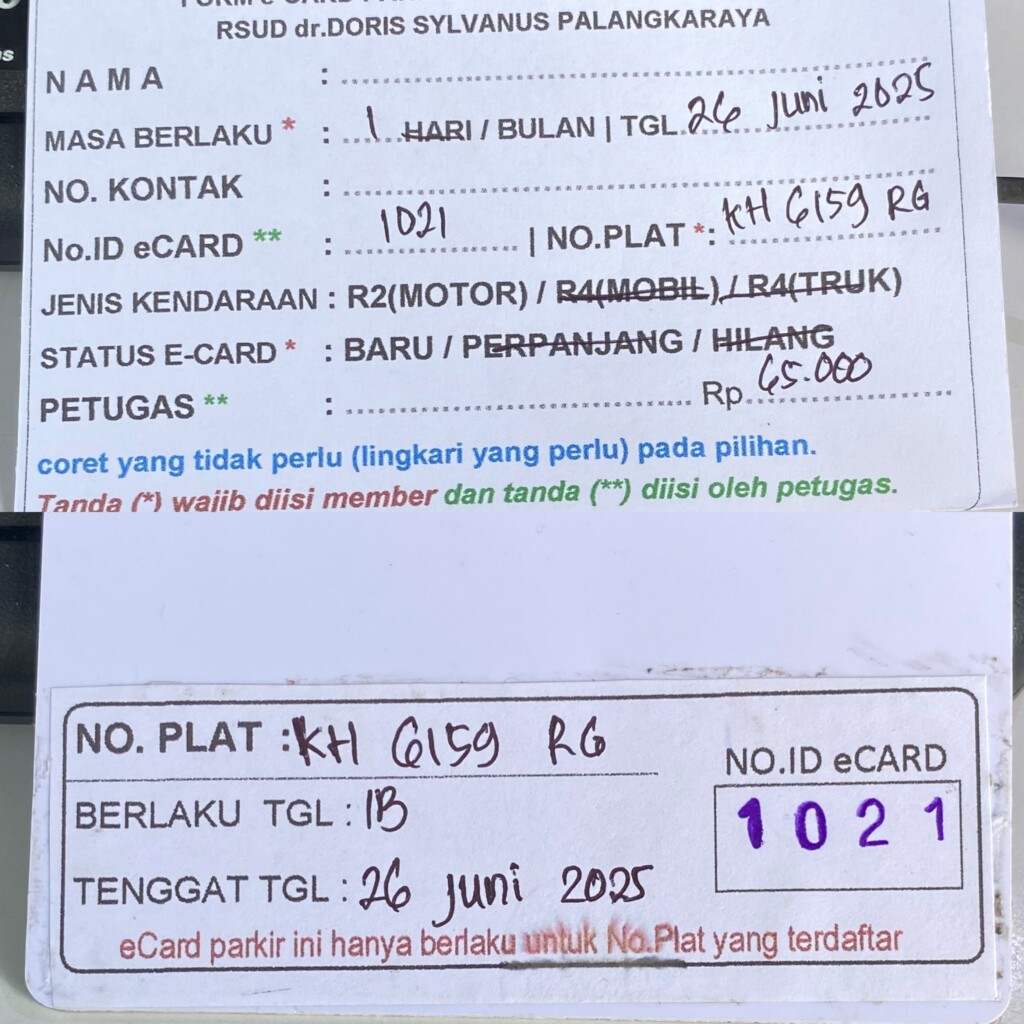 RSUD dr.DORIS SYLVANUS PALANGKARAYA
N A M A :
MASA BERLAKU * : 1 HARI / BULAN | TGL 26 Juni 2025
NO. KONTAK :
No.ID eCARD ** : 1021 | NO.PLAT *: KH 6159 RG
JENIS KENDARAAN : R2(MOTOR) / R4(MOBIL) / R4(TRUK)
STATUS E-CARD * : BARU / PERPANJANG / HILANG
PETUGAS ** : Rp. 65.000
coret yang tidak perlu (lingkari yang perlu) pada pilihan.
Tanda (*) wajib diisi member dan tanda (**) diisi oleh petugas.
NO. PLAT : KH 6159 RG
NO.ID eCARD
BERLAKU TGL : 1B
1021
TENGGAT TGL : 26 Juni 2025
eCard parkir ini hanya berlaku untuk No.Plat yang terdaftar